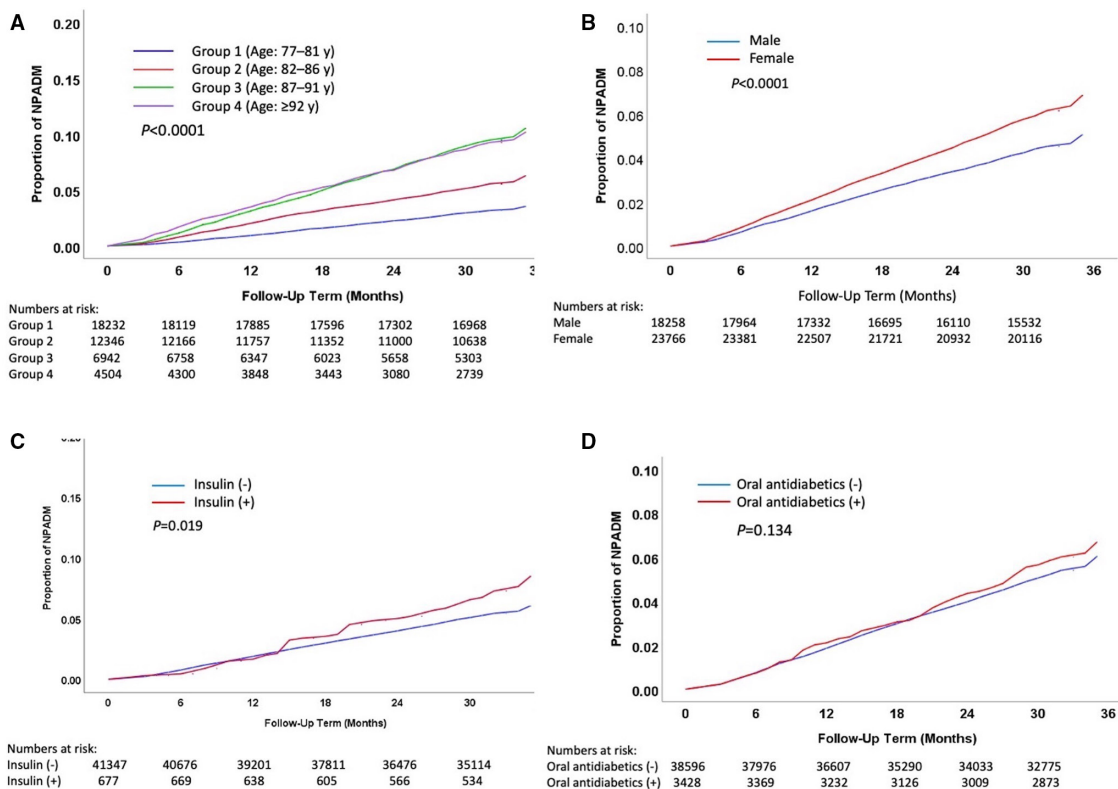 A
Proportion of NPADM
0.20
0.15
0.10
0.05
0.00
Group 1 (Age: 77–81 y)
Group 2 (Age: 82–86 y)
Group 3 (Age: 87–91 y)
Group 4 (Age: ≥92 y)
P<0.0001
0 6 12 18 24 30 3
Follow-Up Term (Months)
Numbers at risk:
Group 1 18232 18119 17885 17596 17302 16968
Group 2 12346 12166 11757 11352 11000 10638
Group 3 6942 6758 6347 6023 5658 5303
Group 4 4504 4300 3848 3443 3080 2739
B
Proportion of NPADM
0.10
0.08
0.06
0.04
0.02
0.00
Male
Female
P<0.0001
0 6 12 18 24 30 36
Follow-Up Term (Months)
Numbers at risk:
Male 18258 17964 17332 16695 16110 15532
Female 23766 23381 22507 21721 20932 20116
C
Proportion of NPADM
0.15
0.10
0.05
0.00
Insulin (-)
Insulin (+)
P=0.019
0 6 12 18 24 30
Follow-Up Term (Months)
Numbers at risk:
Insulin (-) 41347 40676 39201 37811 36476 35114
Insulin (+) 677 669 638 605 566 534
D
Proportion of NPADM
0.10
0.08
0.06
0.04
0.02
0.00
Oral antidiabetics (-)
Oral antidiabetics (+)
P=0.134
0 6 12 18 24 30 36
Follow-Up Term (Months)
Numbers at risk:
Oral antidiabetics (-) 38596 37976 36607 35290 34033 32775
Oral antidiabetics (+) 3428 3369 3232 3126 3009 2873